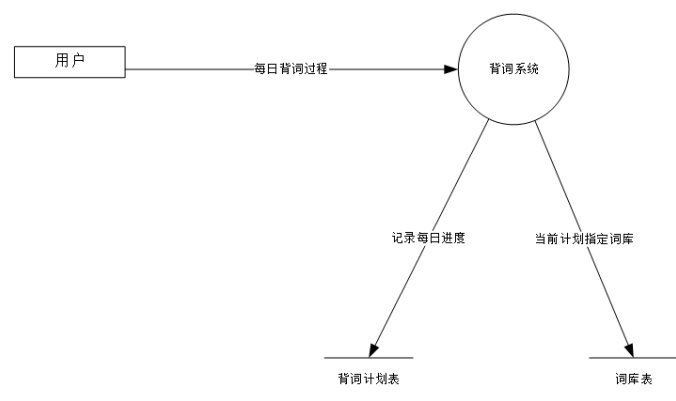 用户
每日背词过程
背词系统
记录每日进度
当前计划指定词库
背词计划表
词库表